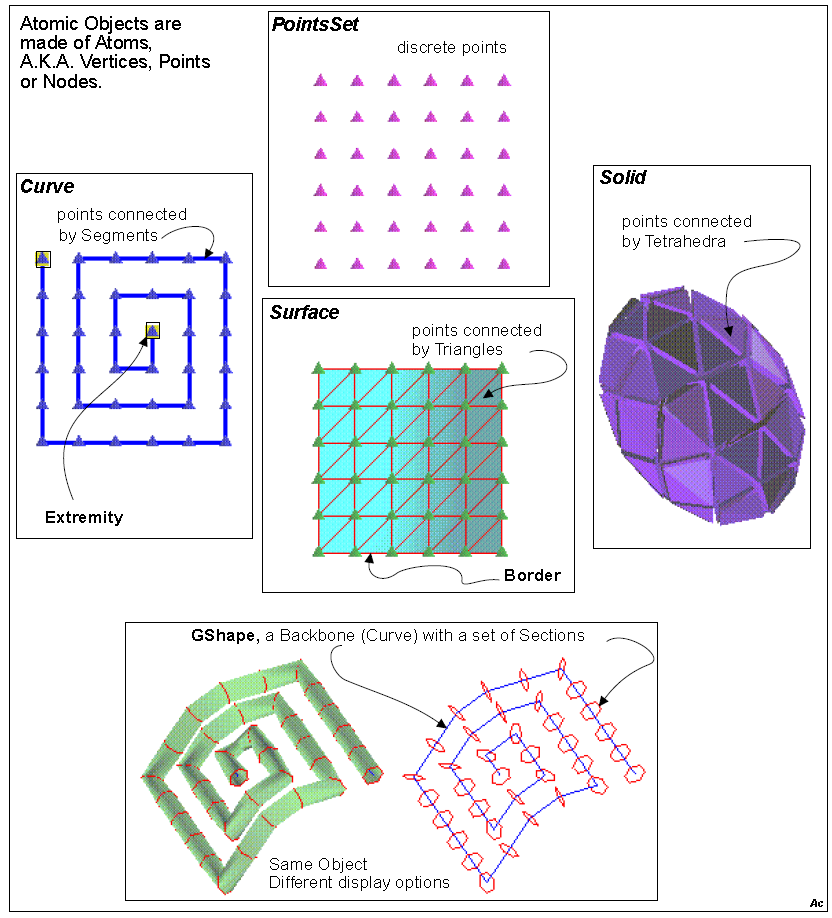 Atomic Objects are
made of Atoms,
A.K.A. Vertices, Points
or Nodes.
PointsSet
discrete points
Curve
points connected
by Segments
Extremity
Solid
points connected
by Tetrahedra
Surface
points connected
by Triangles
Border
GShape, a Backbone (Curve) with a set of Sections
Same Object
Different display options
Ac